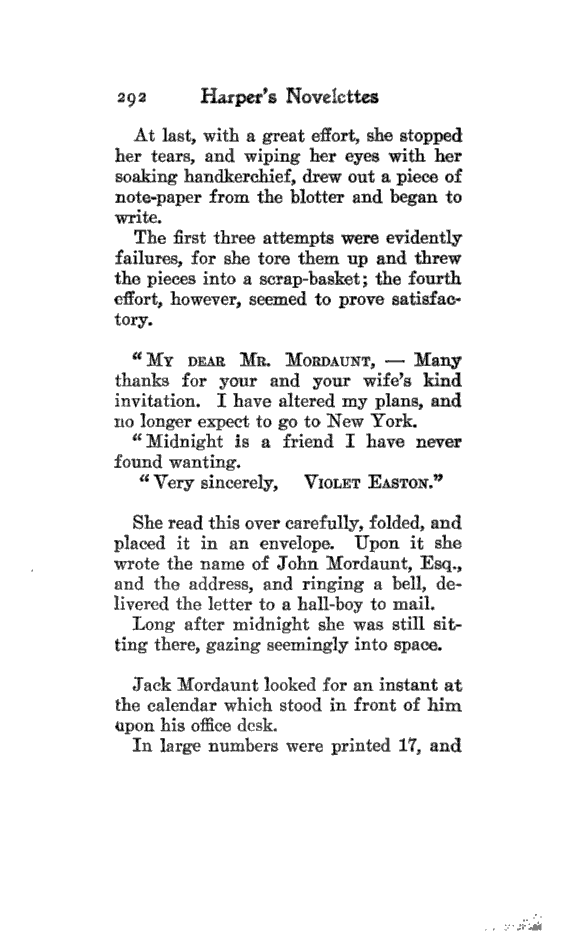 292 Harper's Novelettes
At last, with a great effort, she stopped
her tears, and wiping her eyes with her
soaking handkerchief, drew out a piece of
note-paper from the blotter and began to
write.
The first three attempts were evidently
failures, for she tore them up and threw
the pieces into a scrap-basket; the fourth
effort, however, seemed to prove satisfac-
tory.
"MY DEAR MR. MORDAUNT, — Many
thanks for your and your wife's kind
invitation. I have altered my plans, and
no longer expect to go to New York.
"Midnight is a friend I have never
found wanting.
"Very sincerely, VIOLET EASTON."
She read this over carefully, folded, and
placed it in an envelope. Upon it she
wrote the name of John Mordaunt, Esq.,
and the address, and ringing a bell, de-
livered the letter to a hall-boy to mail.
Long after midnight she was still sit-
ting there, gazing seemingly into space.
Jack Mordaunt looked for an instant at
the calendar which stood in front of him
upon his office desk.
In large numbers were printed 17, and